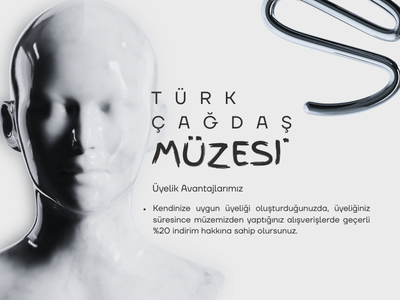 TÜRK
ÇAĞDAŞ
MÜZESİ
Üyelik Avantajlarımız
• Kendinize uygun üyeliği oluşturduğunuzda, üyeliğiniz
süresince müzemizden yaptığınız alışverişlerde geçerli
%20 indirim hakkına sahip olursunuz.